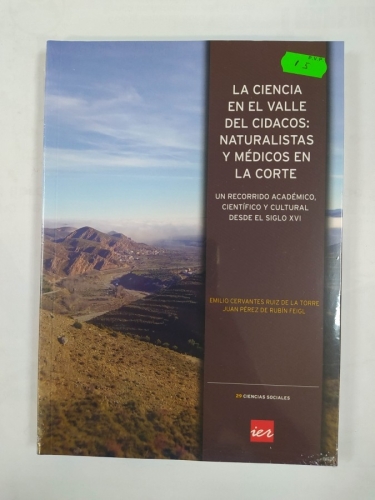 15
LA CIENCIA
EN EL VALLE
DEL CIDACOS:
NATURALISTAS
Y MÉDICOS EN
LA CORTE
UN RECORRIDO ACADÉMICO,
CIENTÍFICO Y CULTURAL
DESDE EL SIGLO XVI
EMILIO CERVANTES RUIZ DE LA TORRE
JUAN PÉREZ DE RUBÍN FEIGL
29 CIENCIAS SOCIALES
ier